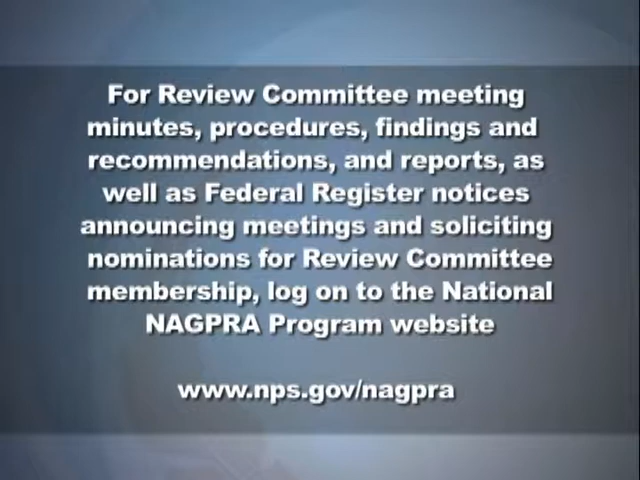 For Review Committee meeting
minutes, procedures, findings and
recommendations, and reports, as
well as Federal Register notices
announcing meetings and soliciting
nominations for Review Committee
membership, log on to the National
NAGPRA Program website
www.nps.gov/nagpra